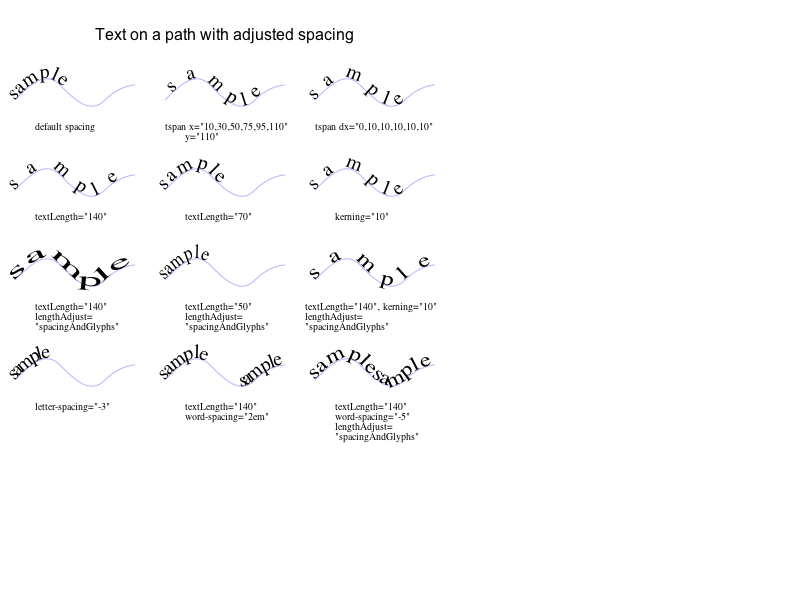 Text on a path with adjusted spacing
sample
s a m p l e
s a m p l e
default spacing
tspan x="10,30,50,75,95,110"
y="110"
tspan dx="0,10,10,10,10,10"
s a m p l e
sample
s a m p l e
textLength="140"
textLength="70"
kerning="10"
sample
sample
s a m p l e
textLength="140"
lengthAdjust=
"spacingAndGlyphs"
textLength="50"
lengthAdjust=
"spacingAndGlyphs"
textLength="140", kerning="10"
lengthAdjust=
"spacingAndGlyphs"
sample
sample sample
samplesample
letter-spacing="-3"
textLength="140"
word-spacing="2em"
textLength="140"
word-spacing="-5"
lengthAdjust=
"spacingAndGlyphs"